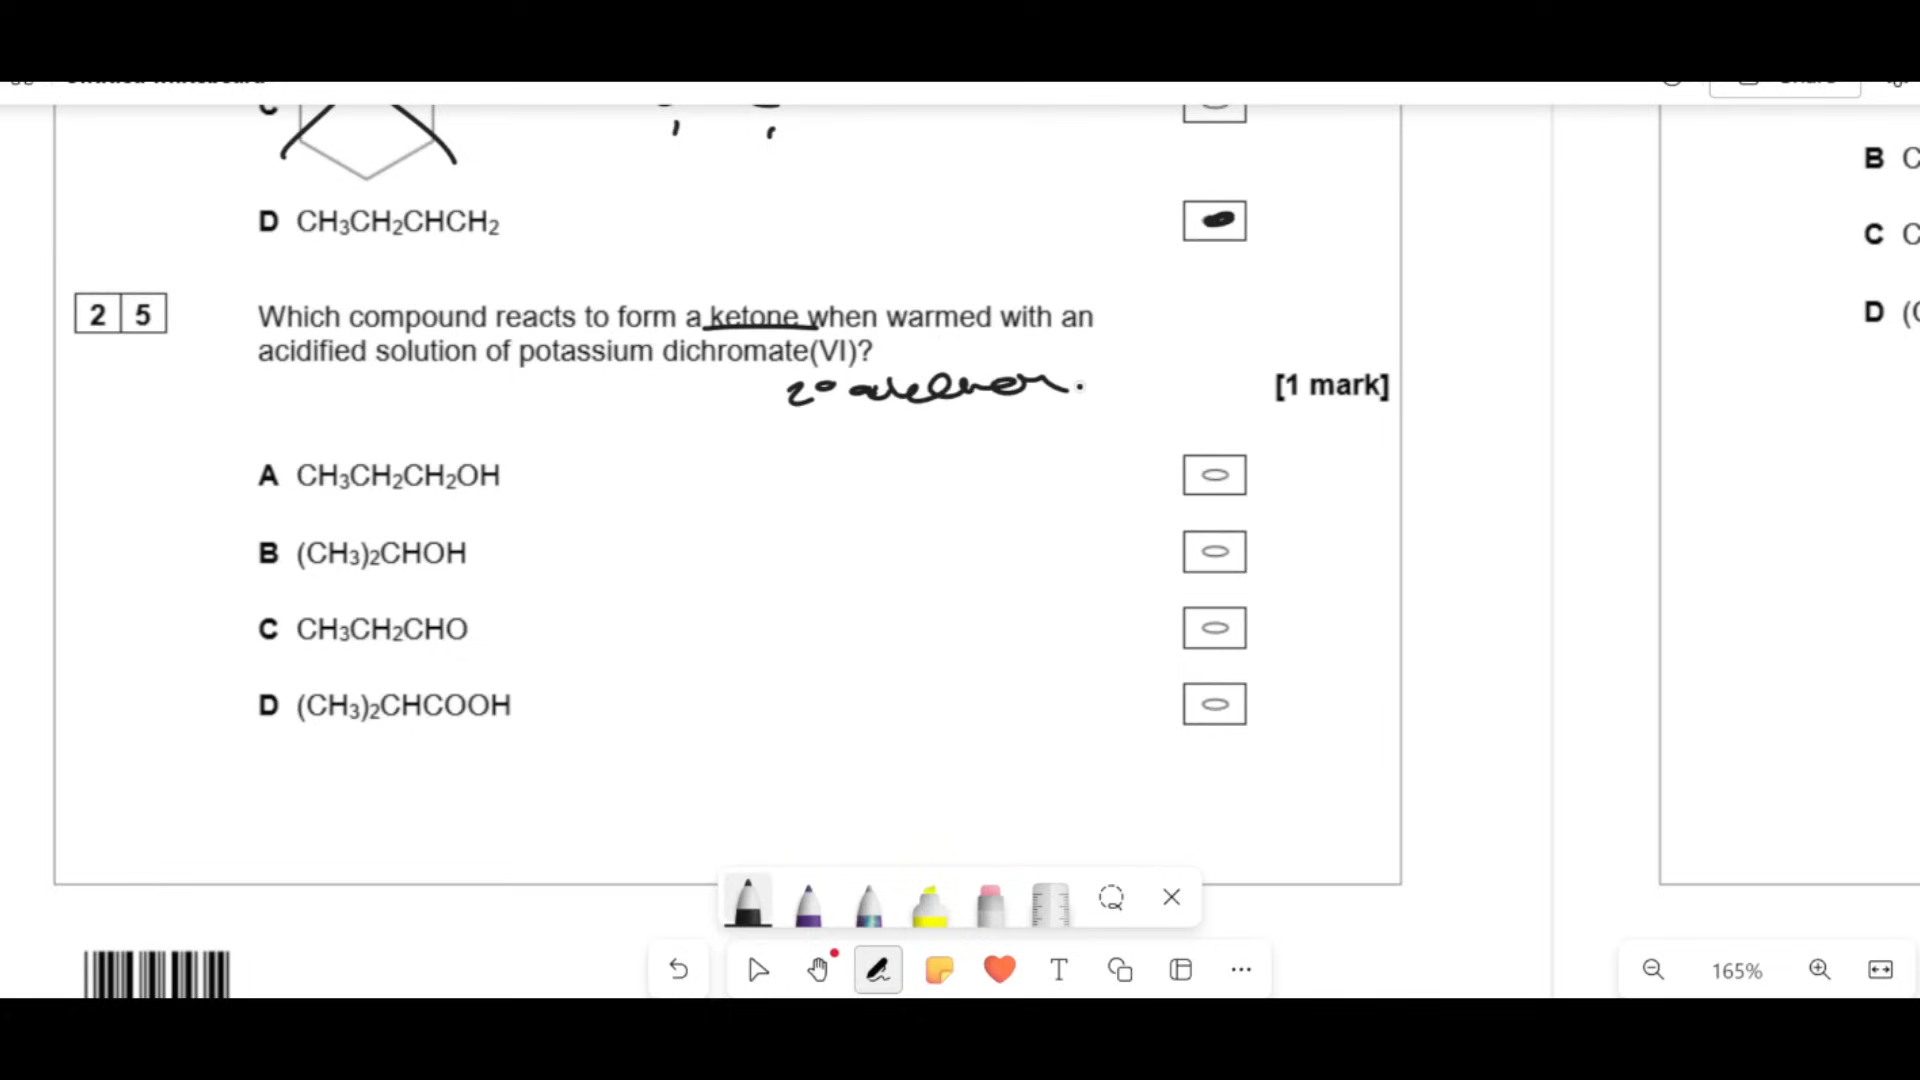 C
B C
D CH3CH2CHCH2
C C
2 5
Which compound reacts to form a ketone when warmed with an
D (C
acidified solution of potassium dichromate(VI)?
2°
[1 mark]
A CH3CH2CH2OH
B (CH3)2CHOH
C CH3CH2CHO
D (CH3)2CHCOOH
T
165%